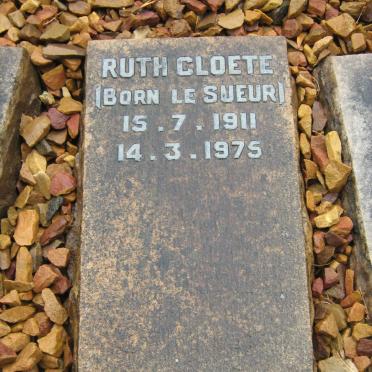 RUTH CLOETE
(BORN LE SUEUR)
15.7.1911
14.3.1975